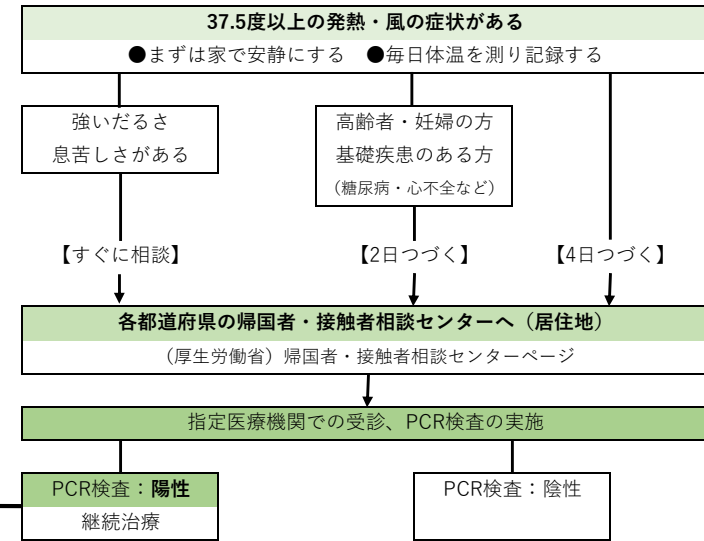 37.5度以上の発熱・風の症状がある
●まずは家で安静にする　●毎日体温を測り記録する
強いだるさ
息苦しさがある
高齢者・妊婦の方
基礎疾患のある方
（糖尿病・心不全など）
【すぐに相談】
【2日つづく】
【4日つづく】
各都道府県の帰国者・接触者相談センターへ（居住地）
（厚生労働省）帰国者・接触者相談センターページ
指定医療機関での受診、PCR検査の実施
PCR検査：陽性
継続治療
PCR検査：陰性